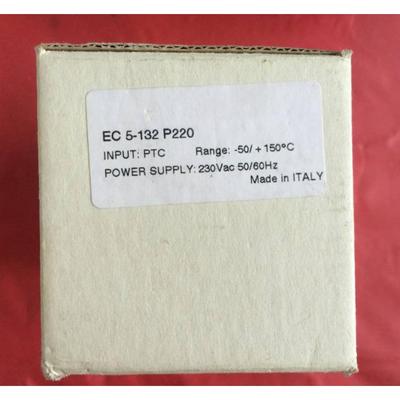 EC 5-132 P220
INPUT: PTC Range: -50/ + 150°C
POWER SUPPLY: 230Vac 50/60Hz
Made in ITALY